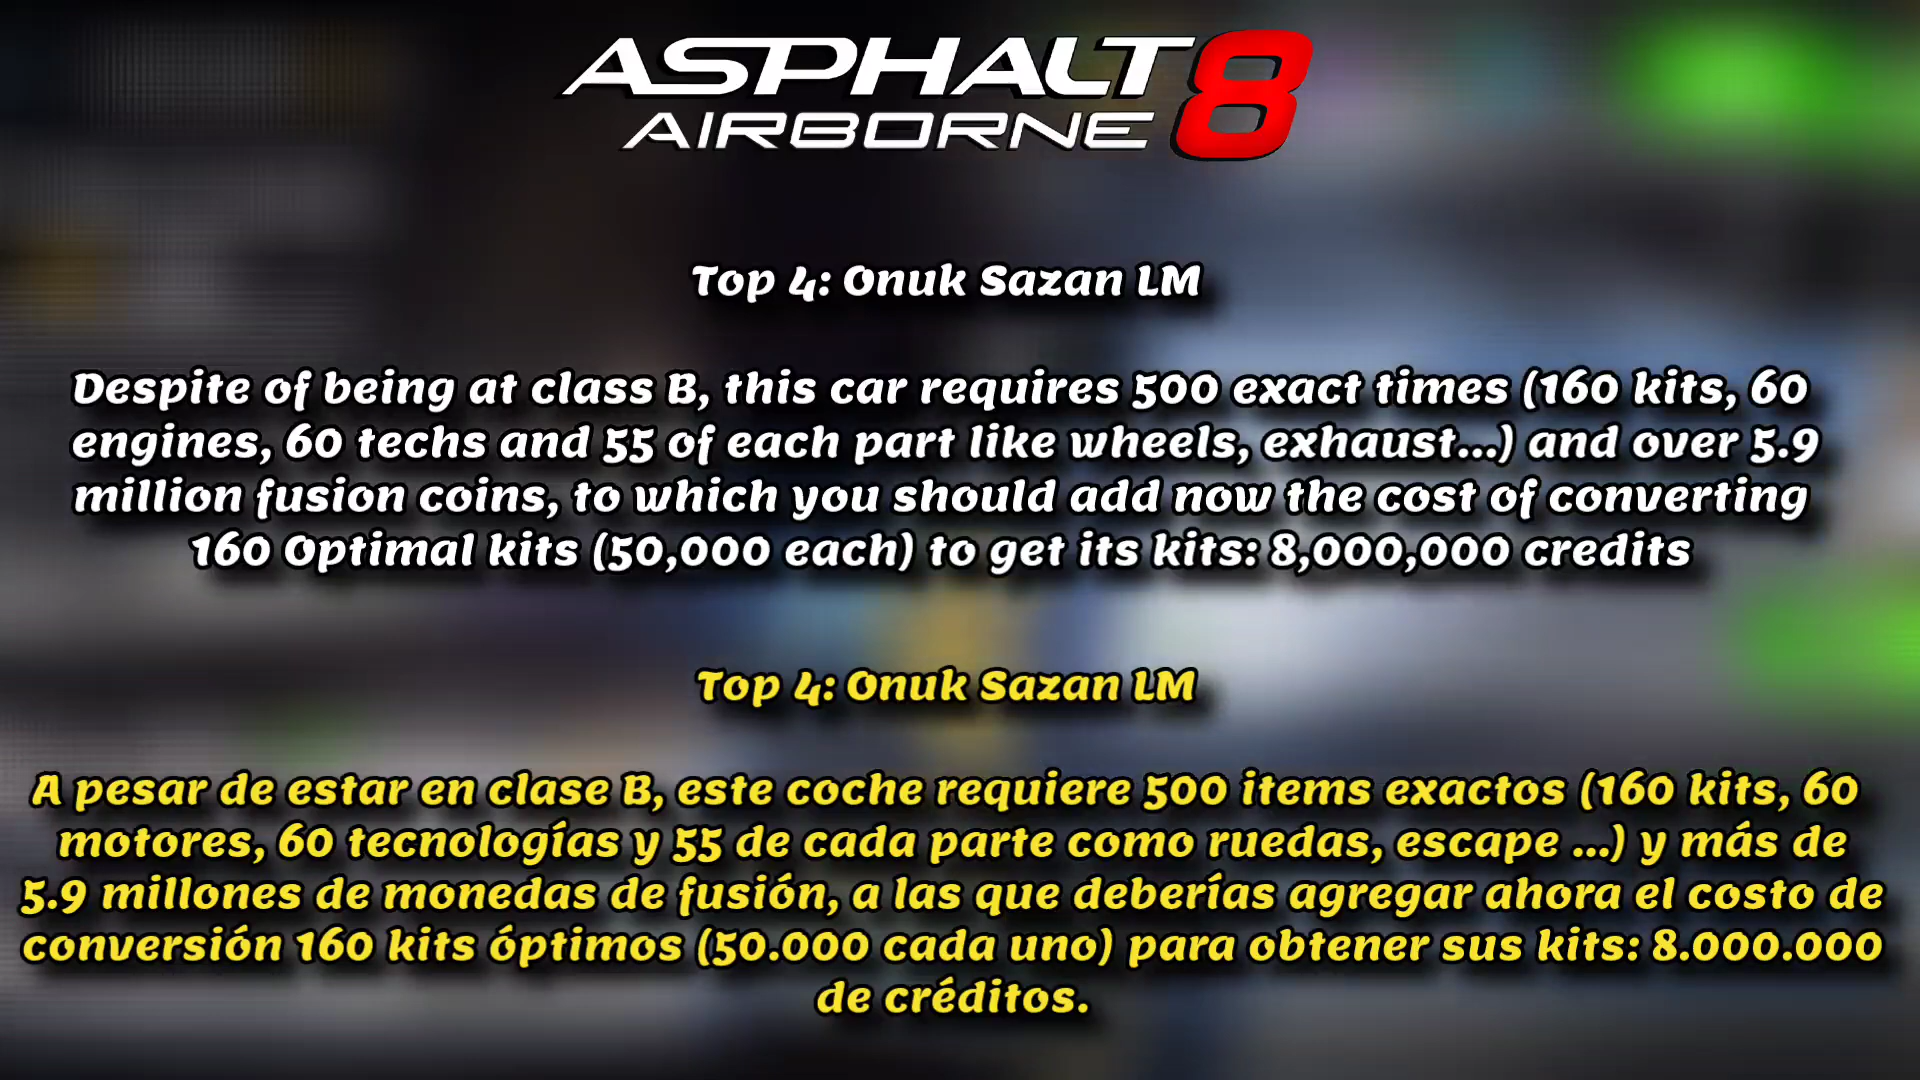 ASPHALT 8
AIRBORNE
Top 4: Onuk Sazan LM
Despite of being at class B, this car requires 500 exact times (160 kits, 60
engines, 60 techs and 55 of each part like wheels, exhaust...) and over 5.9
million fusion coins, to which you should add now the cost of converting
160 Optimal kits (50,000 each) to get its kits: 8,000,000 credits
Top 4: Onuk Sazan LM
A pesar de estar en clase B, este coche requiere 500 items exactos (160 kits, 60
motores, 60 tecnologías y 55 de cada parte como ruedas, escape ...) y más de
5.9 millones de monedas de fusión, a las que deberías agregar ahora el costo de
conversión 160 kits óptimos (50.000 cada uno) para obtener sus kits: 8.000.000
de créditos.